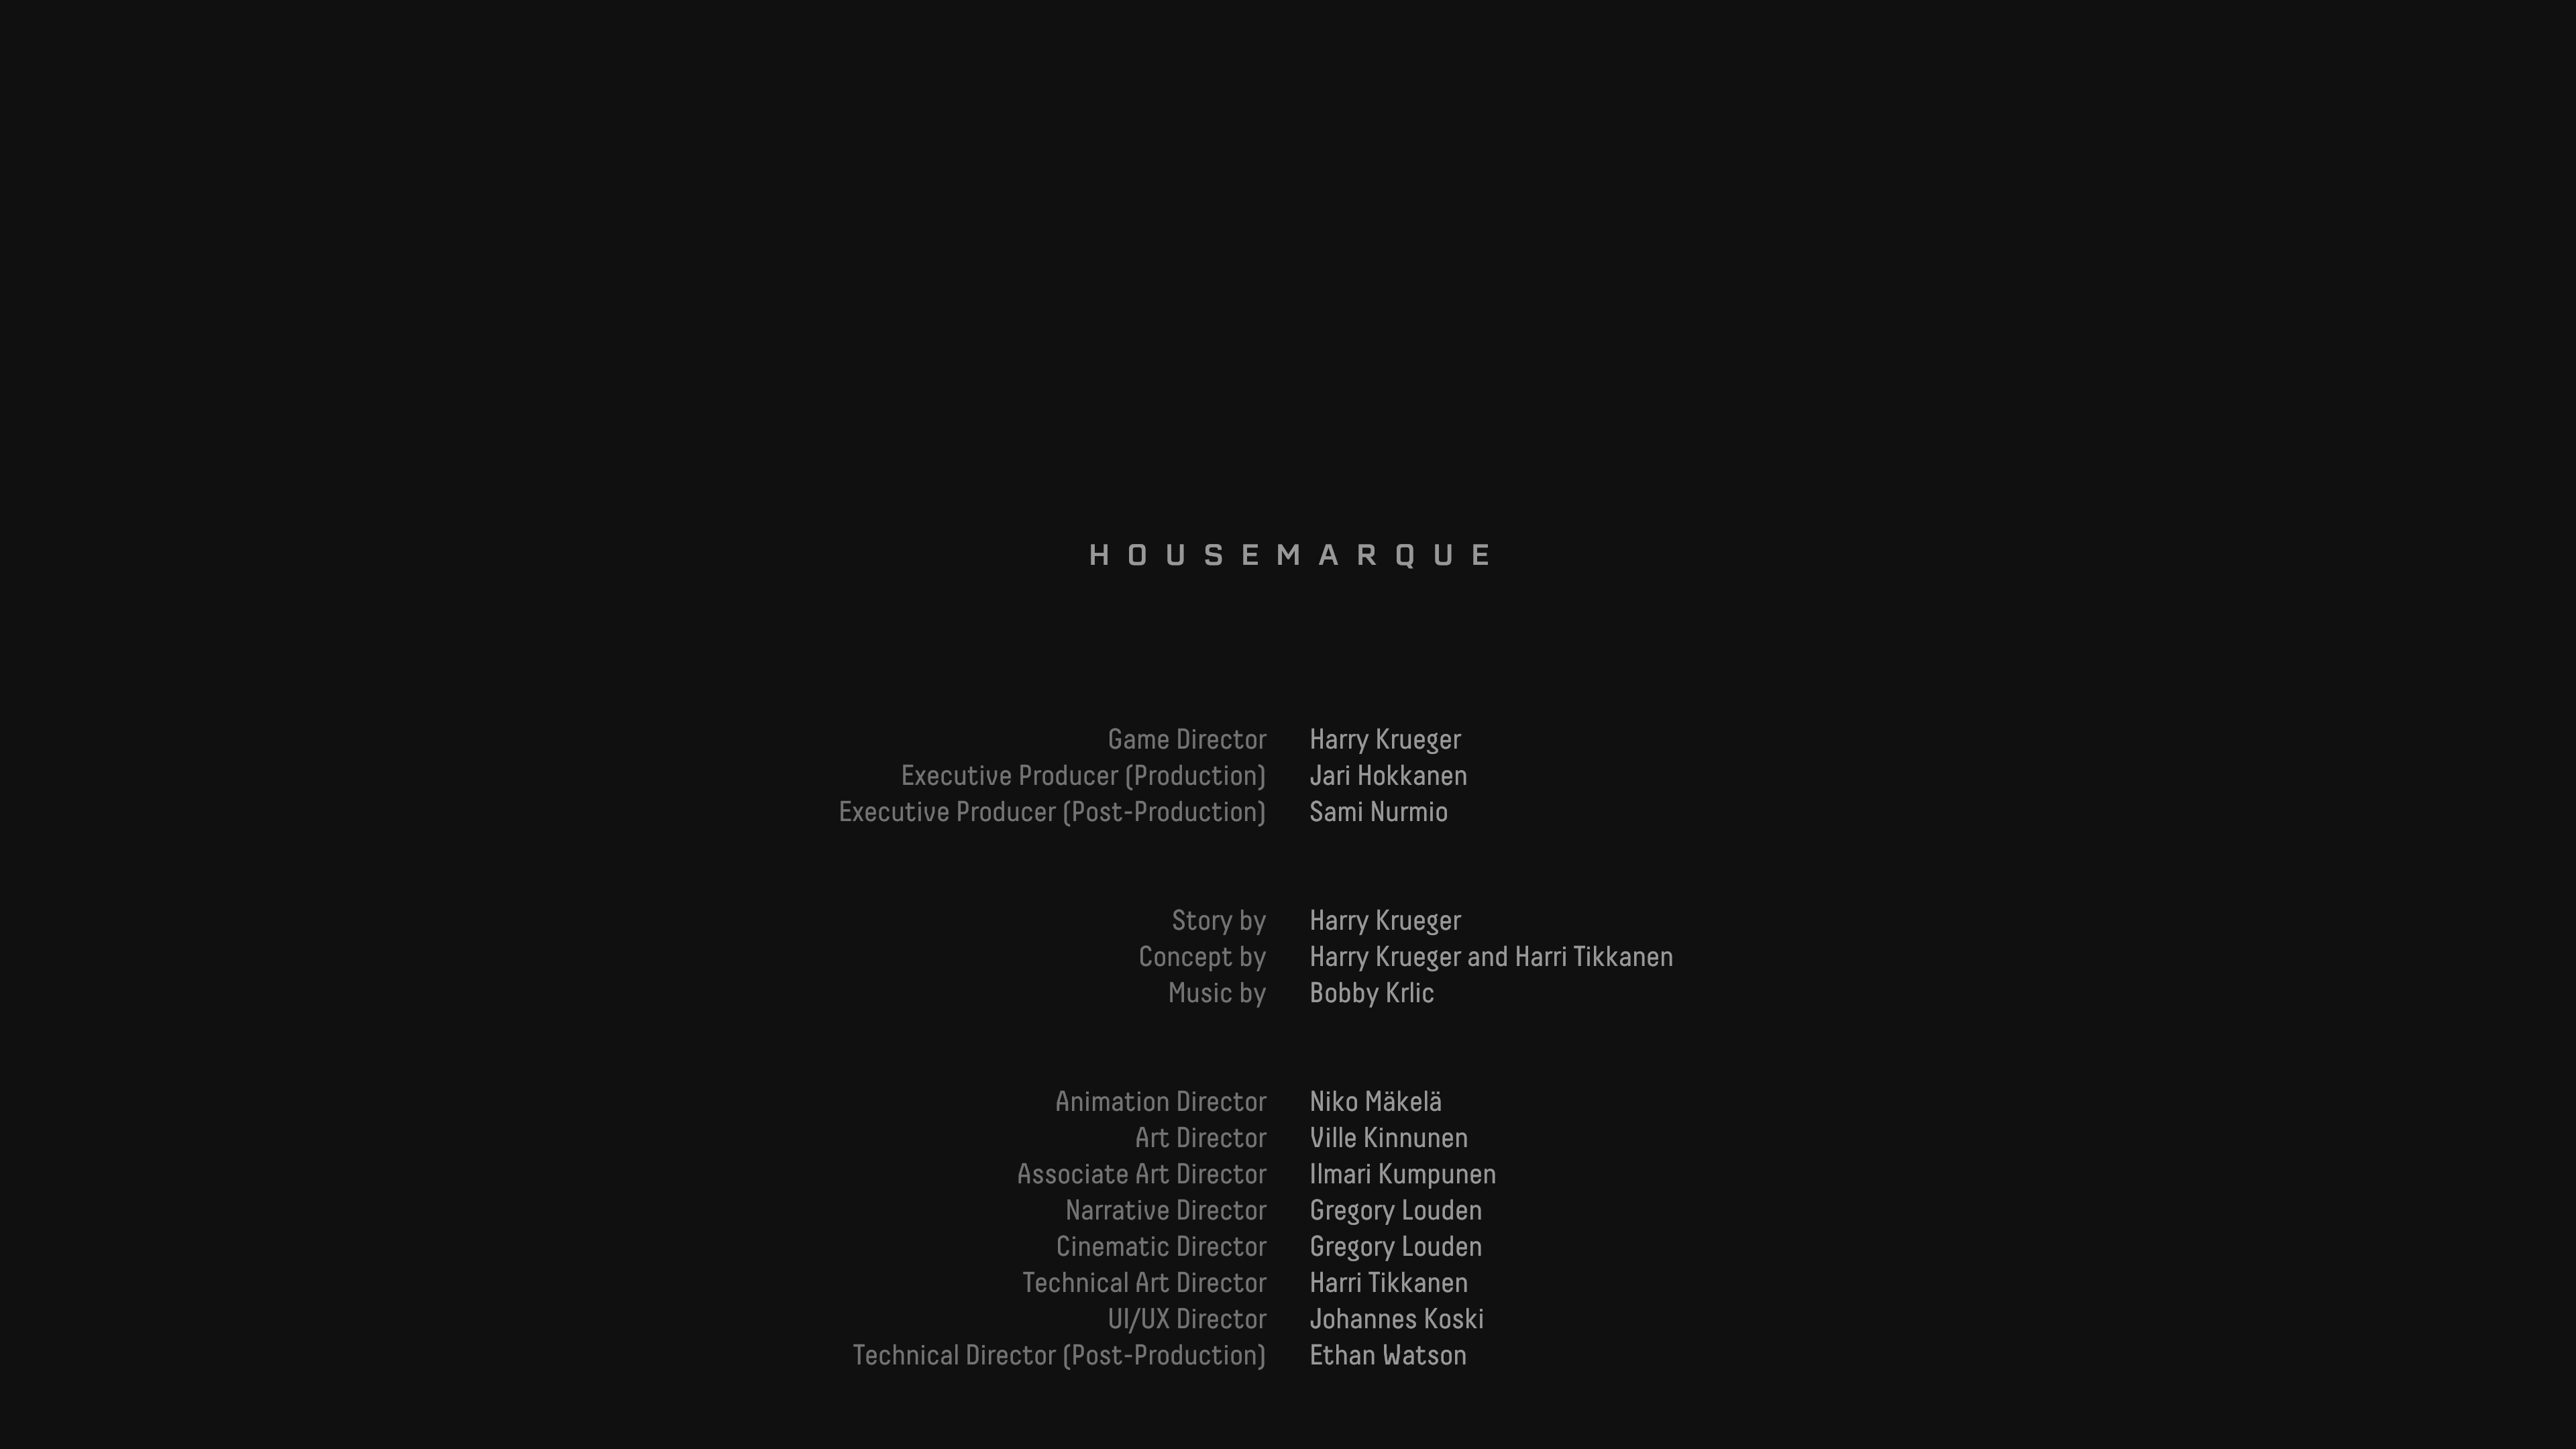 HOUSEMARQUE
Game Director Harry Krueger
Executive Producer (Production) Jari Hokkanen
Executive Producer (Post-Production) Sami Nurmio
Story by Harry Krueger
Concept by Harry Krueger and Harri Tikkanen
Music by Bobby Krlic
Animation Director Niko Mäkelä
Art Director Ville Kinnunen
Associate Art Director Ilmari Kumpunen
Narrative Director Gregory Louden
Cinematic Director Gregory Louden
Technical Art Director Harri Tikkanen
UI/UX Director Johannes Koski
Technical Director (Post-Production) Ethan Watson